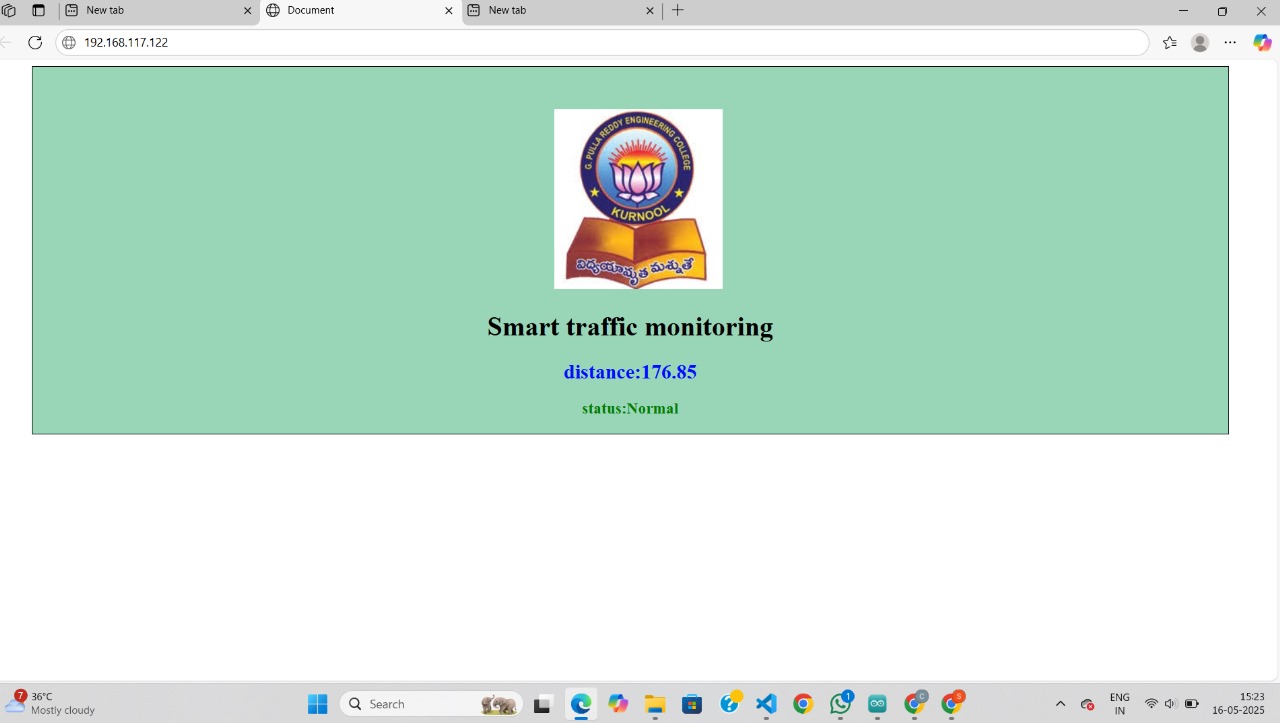 New tab
Document
New tab
192.168.117.122
G. PULLA REDDY ENGINEERING COLLEGE
KURNOOL
విద్యయామృత మశ్నుతే
Smart traffic monitoring
distance:176.85
status:Normal
7
36°C
Mostly cloudy
Search
1
C
S
ENG
IN
15:23
16-05-2025